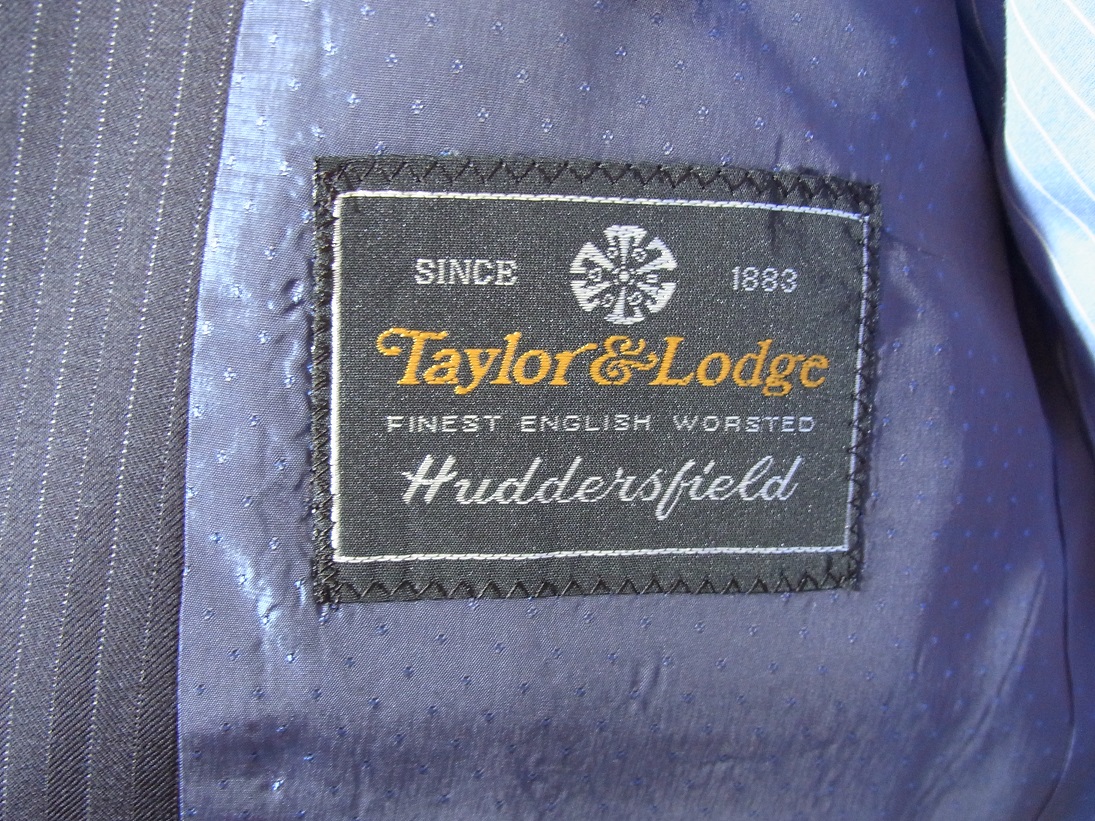 SINCE 1883
Taylor & Lodge
FINEST ENGLISH WORSTED
Huddersfield